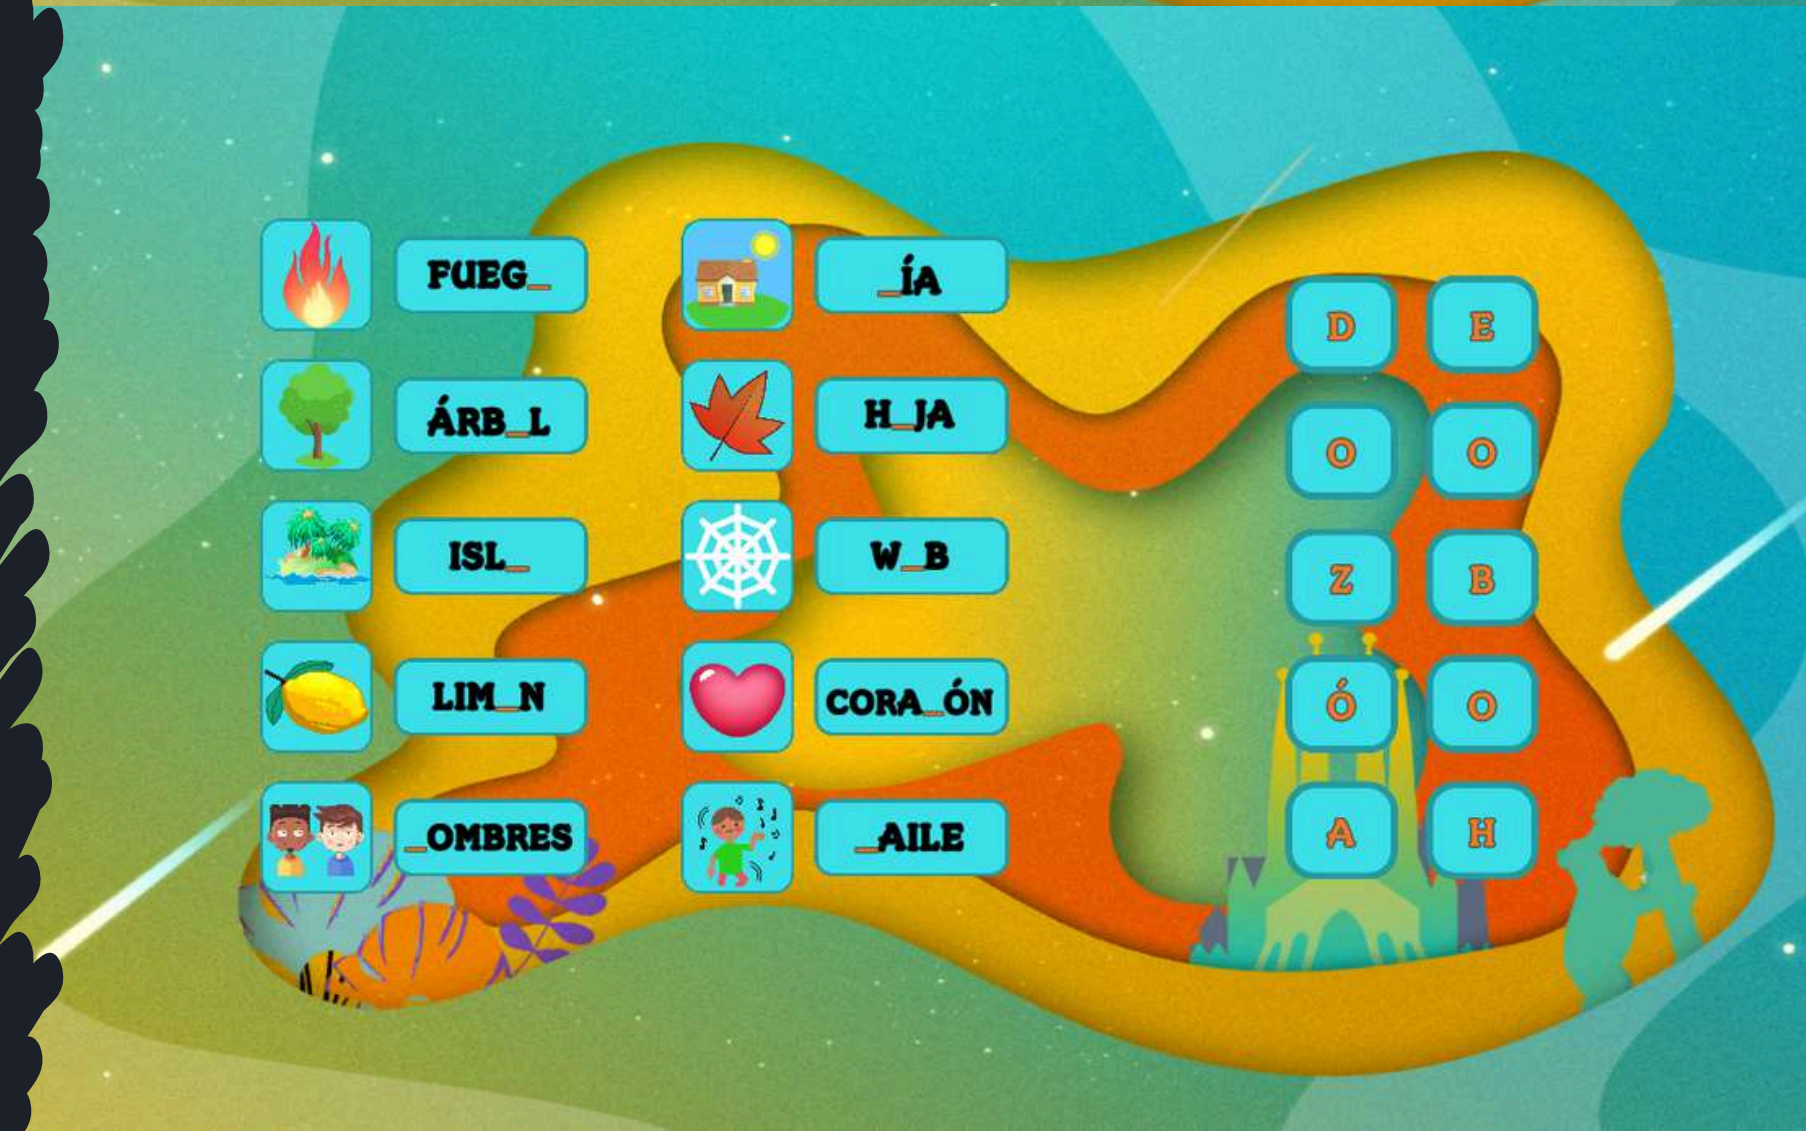 FUEG_
ÁRB_L
ISL_
LIM_N
_OMBRES
_ÍA
H_JA
W_B
CORA_ÓN
_AILE
D E
O O
Z B
Ó O
A H